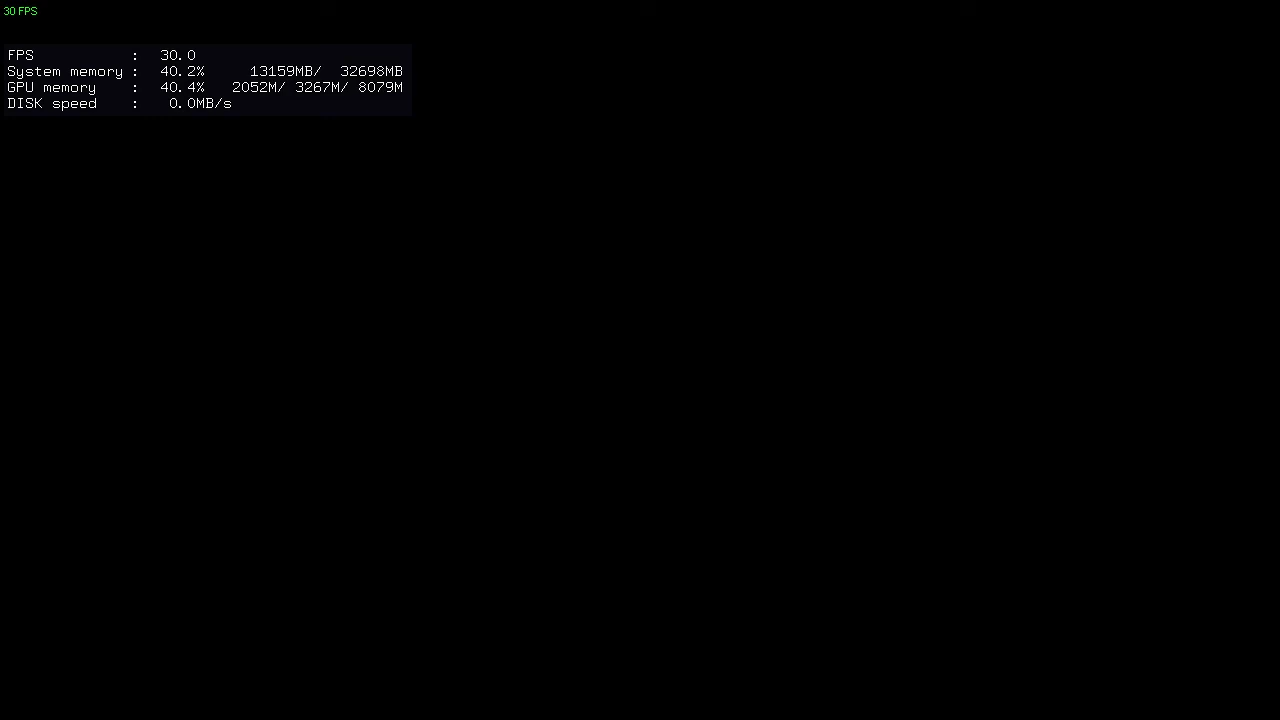 30 FPS
FPS : 30.0
System memory : 40.2% 13159MB/ 32698MB
GPU memory : 40.4% 2052M/ 3267M/ 8079M
DISK speed : 0.0MB/s